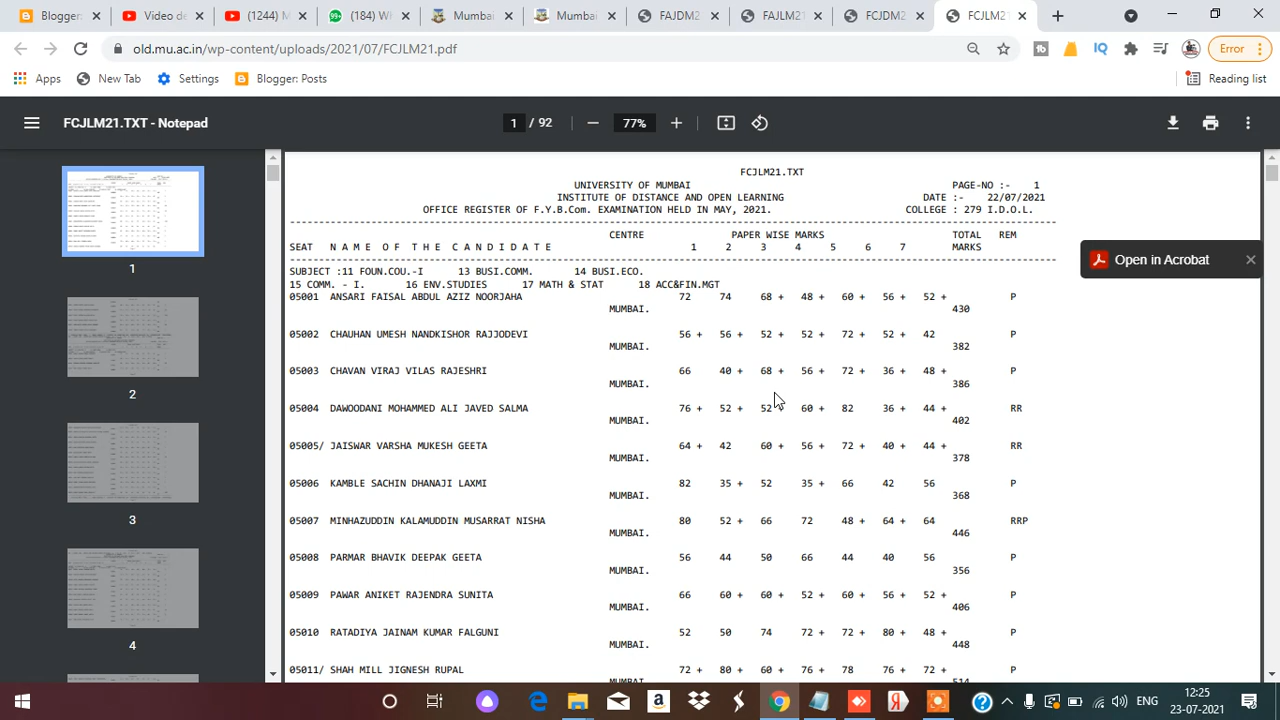 Blogger
Video de
(1244) M
(184) Wh
Mumbai
Mumbai
FAJDM2
FAJLM21
FCJDM2
FCJLM21
old.mu.ac.in/wp-content/uploads/2021/07/FCJLM21.pdf
IQ
Error
Apps
New Tab
Settings
Blogger: Posts
Reading list
FCJLM21.TXT - Notepad
1 / 92
77%
FCJLM21.TXT
UNIVERSITY OF MUMBAI PAGE-NO :- 1
INSTITUTE OF DISTANCE AND OPEN LEARNING DATE :- 22/07/2021
OFFICE REGISTER OF F.Y.B.Com. EXAMINATION HELD IN MAY, 2021. COLLEGE : 279 I.D.O.L.
CENTRE PAPER WISE MARKS TOTAL REM
SEAT N A M E O F T H E C A N D I D A T E 1 2 3 4 5 6 7 MARKS
SUBJECT :11 FOUN.COU.-I 13 BUSI.COMM. 14 BUSI.ECO.
15 COMM. - I. 16 ENV.STUDIES 17 MATH & STAT 18 ACC&FIN.MGT
05001 ANSARI FAISAL ABDUL AZIZ NOORJAHA 72 74 68 + 48 + 60 + 56 + 52 + P
MUMBAI. 430
05002 CHAUHAN UMESH NANDKISHOR RAJJUDEVI 56 + 56 + 52 + 52 + 72 + 52 + 42 P
MUMBAI. 382
05003 CHAVAN VIRAJ VILAS RAJESHRI 66 40 + 68 + 56 + 72 + 36 + 48 + P
MUMBAI. 386
05004 DAWOODANI MOHAMMED ALI JAVED SALMA 76 + 52 + 52 60 + 82 36 + 44 + RR
MUMBAI. 402
05005/ JAISWAR VARSHA MUKESH GEETA 64 + 42 60 + 56 + 72 + 40 + 44 + RR
MUMBAI. 378
05006 KAMBLE SACHIN DHANAJI LAXMI 82 35 + 52 35 + 66 42 56 P
MUMBAI. 368
05007 MINHAZUDDIN KALAMUDDIN MUSARRAT NISHA 80 52 + 66 72 48 + 64 + 64 RRP
MUMBAI. 446
05008 PARMAR BHAVIK DEEPAK GEETA 56 44 50 66 44 40 56 P
MUMBAI. 356
05009 PAWAR ANIKET RAJENDRA SUNITA 66 60 + 60 + 52 + 60 + 56 + 52 + P
MUMBAI. 406
05010 RATADIYA JAINAM KUMAR FALGUNI 52 50 74 72 + 72 + 80 + 48 + P
MUMBAI. 448
05011/ SHAH MILL JIGNESH RUPAL 72 + 80 + 60 + 76 + 78 76 + 72 + P
MUMBAI. 514
Open in Acrobat
1
2
3
4
ENG
12:25
23-07-2021